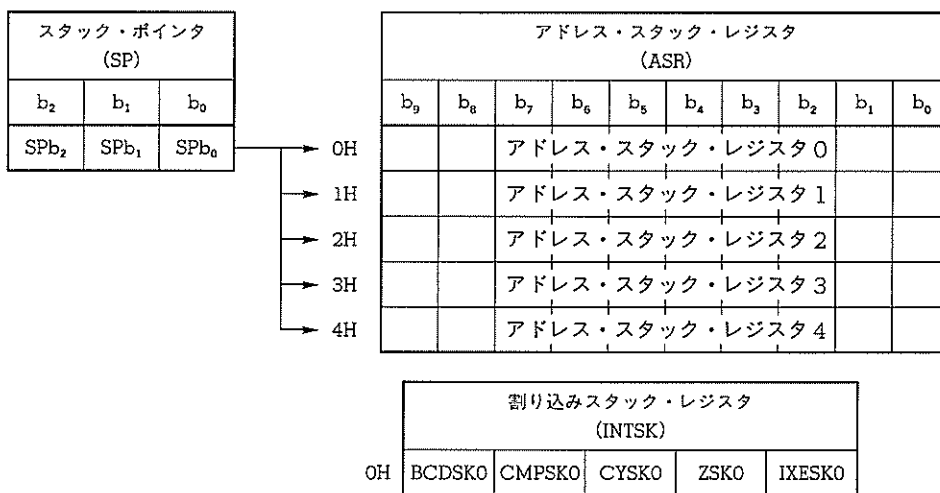 スタック・ポインタ
(SP)
b₂ b₁ b₀
SPb₂ SPb₁ SPb₀
アドレス・スタック・レジスタ
(ASR)
b₉ b₈ b₇ b₆ b₅ b₄ b₃ b₂ b₁ b₀
0H アドレス・スタック・レジスタ0
1H アドレス・スタック・レジスタ1
2H アドレス・スタック・レジスタ2
3H アドレス・スタック・レジスタ3
4H アドレス・スタック・レジスタ4
割り込みスタック・レジスタ
(INTSK)
0H BCDSK0 CMPSK0 CYSK0 ZSK0 IXESK0